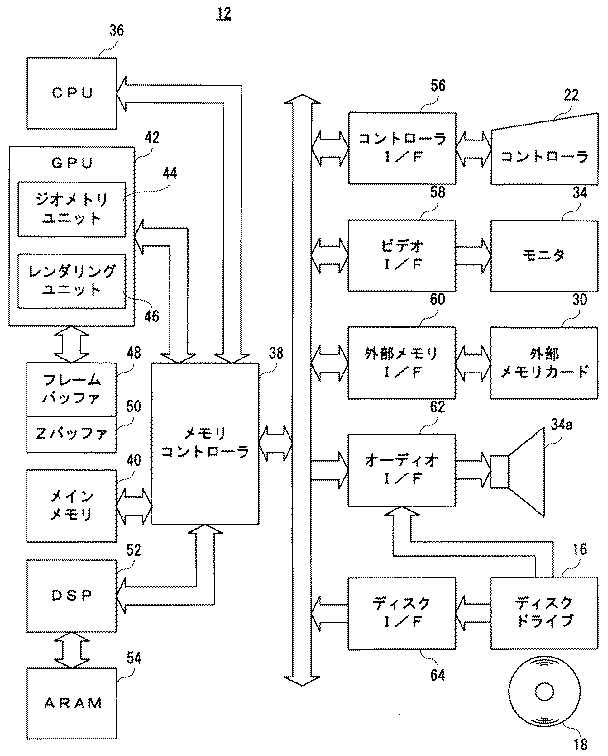 12
36
CPU
42
GPU
44
ジオメトリ
ユニット
レンダリング
ユニット
46
48
フレーム
バッファ
50
Zバッファ
38
メモリ
コントローラ
40
メイン
メモリ
52
DSP
54
ARAM
56
コントローラ
I/F
22
コントローラ
58
ビデオ
I/F
34
モニタ
60
外部メモリ
I/F
30
外部
メモリカード
62
オーディオ
I/F
34a
ディスク
I/F
64
16
ディスク
ドライブ
18